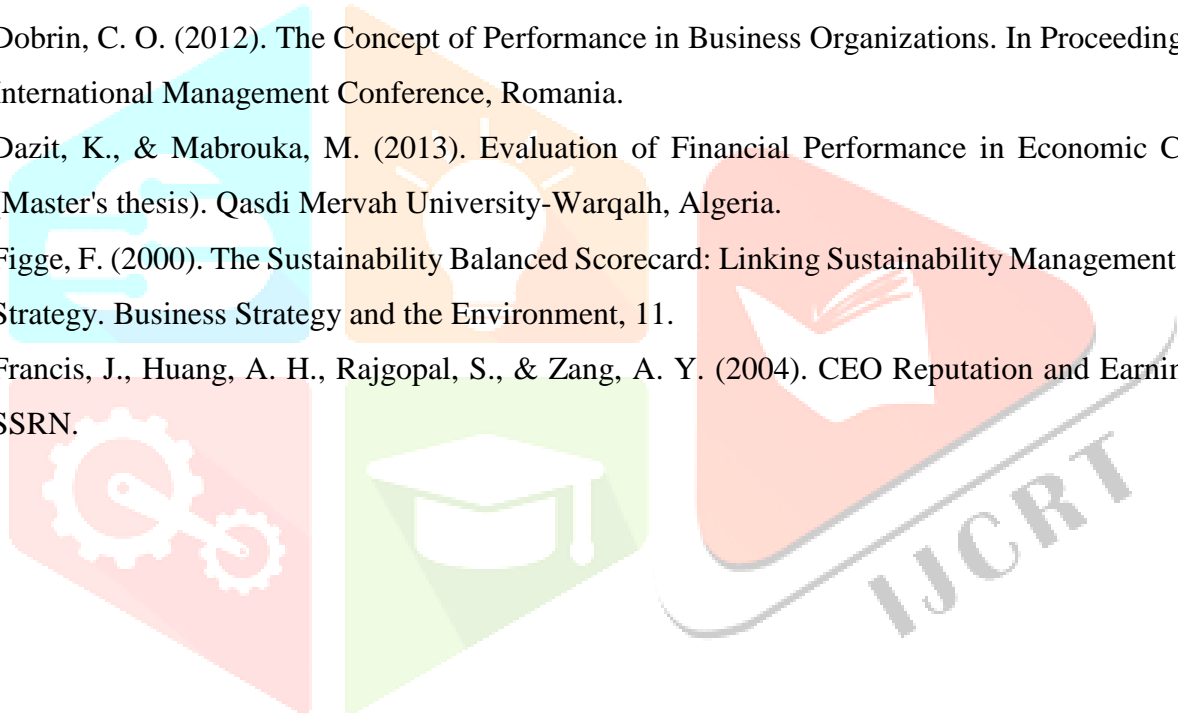 Dobrin, C. O. (2012). The Concept of Performance in Business Organizations. In Proceeding
International Management Conference, Romania.
Dazit, K., & Mabrouka, M. (2013). Evaluation of Financial Performance in Economic C
(Master's thesis). Qasdi Mervah University-Warqalh, Algeria.
Figge, F. (2000). The Sustainability Balanced Scorecard: Linking Sustainability Management
Strategy. Business Strategy and the Environment, 11.
Francis, J., Huang, A. H., Rajgopal, S., & Zang, A. Y. (2004). CEO Reputation and Earnin
SSRN.
IJCRT